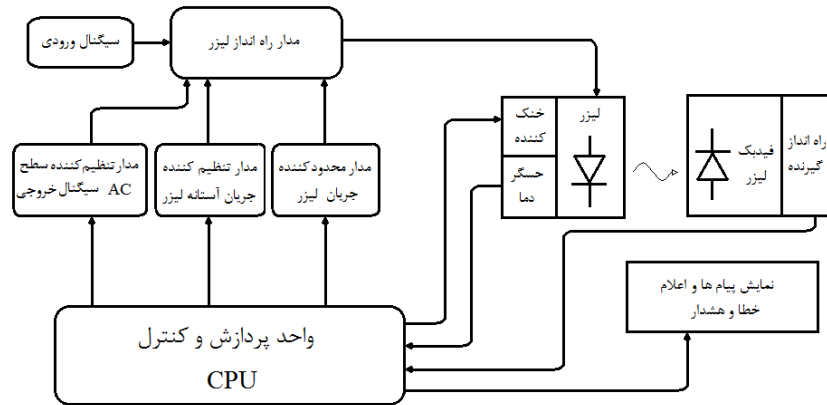 سیگنال ورودی
مدار راه انداز لیزر
خنک
کننده
لیزر
حسگر
دما
فیدبک
لیزر
راه انداز
گیرنده
مدار تنظیم کننده سطح
AC سیگنال خروجی
مدار تنظیم کننده
جریان آستانه لیزر
مدار محدود کننده
جریان لیزر
نمایش پیام ها و اعلام
خطا و هشدار
واحد پردازش و کنترل
CPU